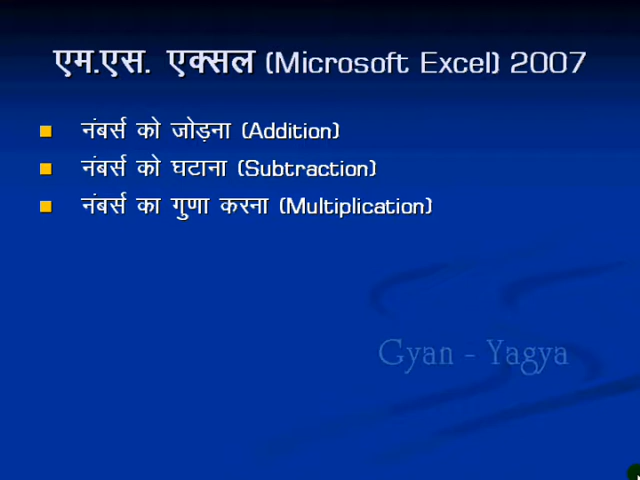 एम.एस. एक्सल (Microsoft Excel) 2007
नंबर्स को जोड़ना (Addition)
नंबर्स को घटाना (Subtraction)
नंबर्स का गुणा करना (Multiplication)
Gyan - Yagya